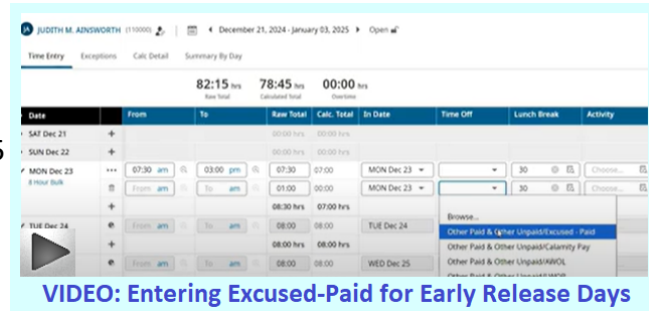 JA JUDITH M. AINSWORTH (110000) December 21, 2024 - January 03, 2025 Open
Time Entry Exceptions Calc Detail Summary By Day
82:15 hrs 78:45 hrs 00:00 hrs
Raw Total Calculated Total Overtime
Date From To Raw Total Calc. Total In Date Time Off Lunch Break Activity
SAT Dec 21 + 00:00 hrs 00:00 hrs
SUN Dec 22 + 00:00 hrs 00:00 hrs
MON Dec 23 ... 07:30 am 03:00 pm 07:30 07:00 MON Dec 23 30 Choose...
8 Hour Bulk From am To am 01:00 00:00 MON Dec 23 30 Choose...
+ 08:30 hrs 07:00 hrs
Browse...
TUE Dec 24 From am To am 08:00 08:00 TUE Dec 24 Other Paid & Other Unpaid/Excused - Paid
+ 08:00 hrs 08:00 hrs Other Paid & Other Unpaid/Calamity Pay
From am To am 08:00 08:00 WED Dec 25 Other Paid & Other Unpaid/AWOL
VIDEO: Entering Excused-Paid for Early Release Days